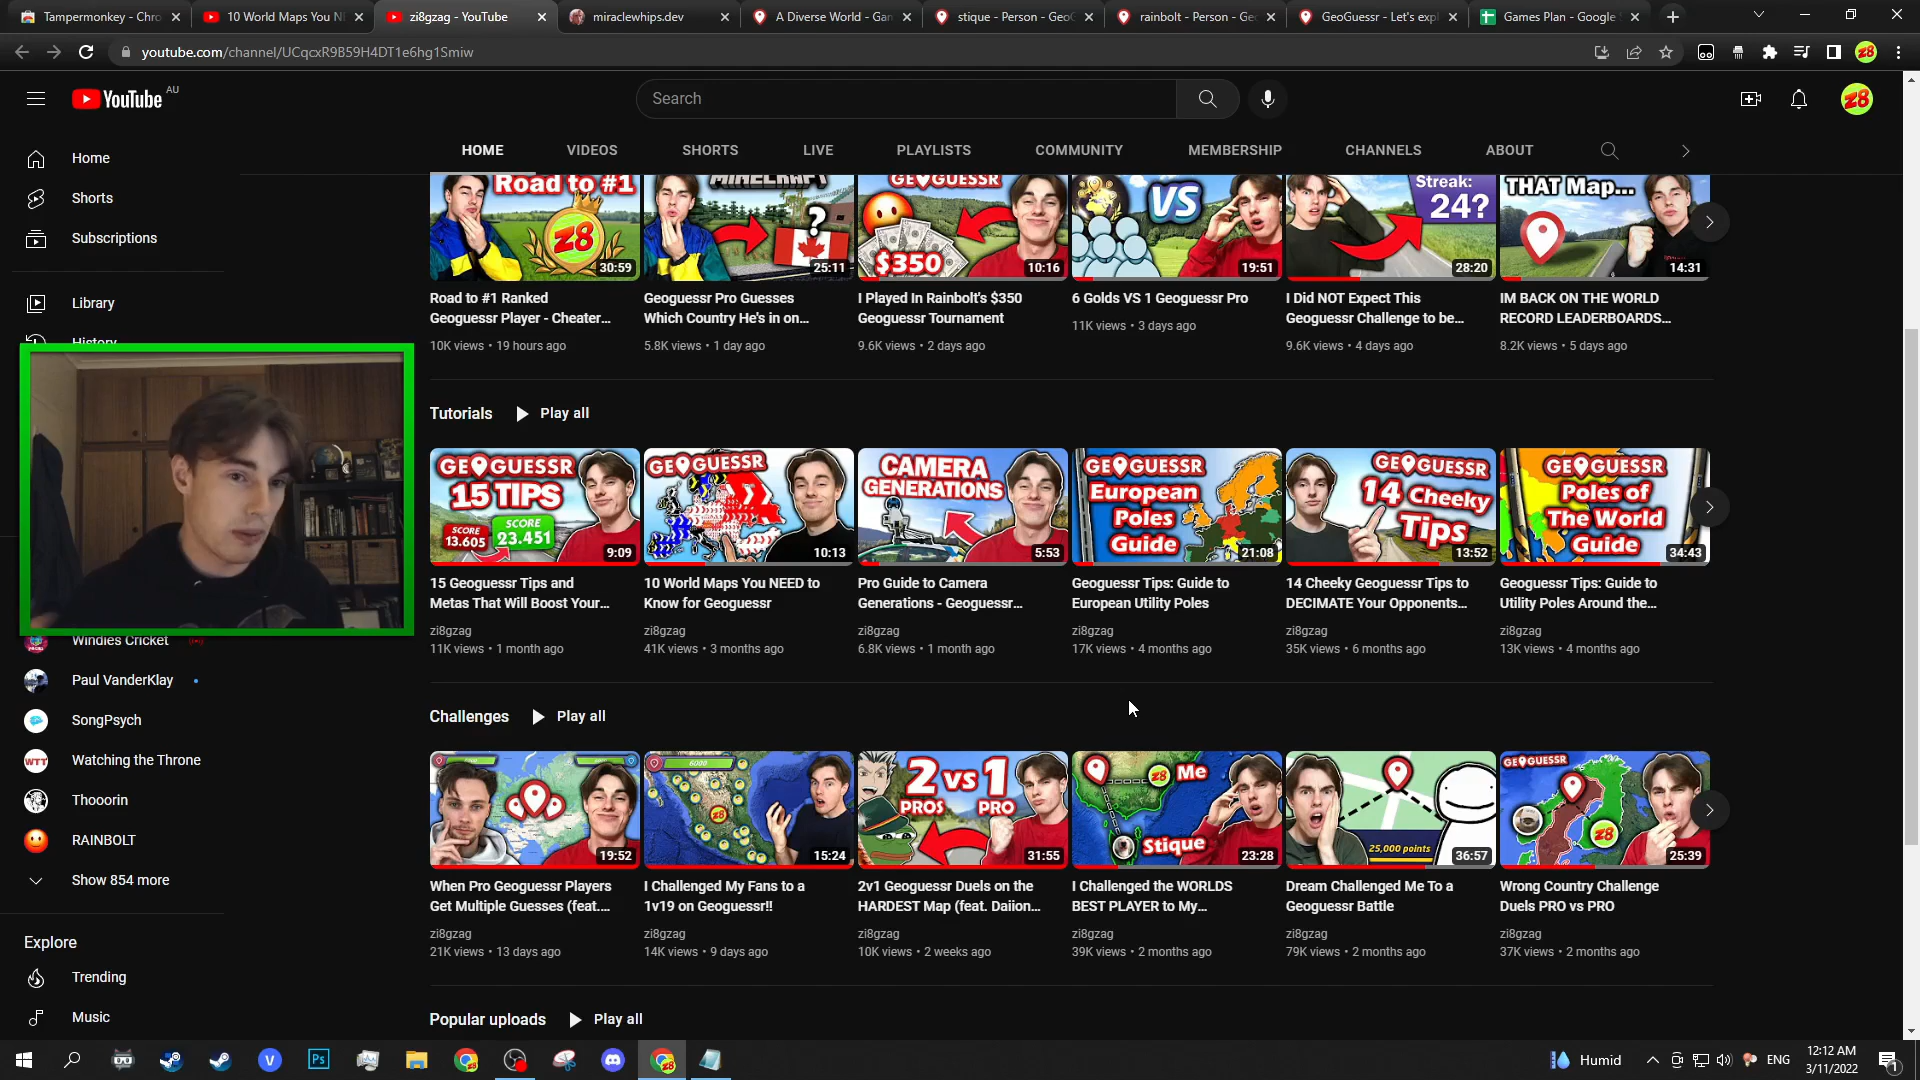 Tampermonkey - Chro
10 World Maps You N
zi8gzag - YouTube
miraclewhips.dev
A Diverse World - Gam
stique - Person - GeoG
rainbolt - Person - Ge
GeoGuessr - Let's expl
Games Plan - Google
youtube.com/channel/UCqcxR9B59H4DT1e6hg1Smiw
YouTube AU
Search
z8
HOME
VIDEOS
SHORTS
LIVE
PLAYLISTS
COMMUNITY
MEMBERSHIP
CHANNELS
ABOUT
Home
Shorts
Subscriptions
Library
History
Windies Cricket
Paul VanderKlay
SongPsych
Watching the Throne
Thooorin
RAINBOLT
Show 854 more
Explore
Trending
Music
Road to #1
z8
30:59
MINECRAFT
?
25:11
GEOGUESSR
$350
10:16
VS
19:51
Streak:
24?
28:20
THAT Map...
14:31
Road to #1 Ranked
Geoguessr Player - Cheater...
10K views • 19 hours ago
Geoguessr Pro Guesses
Which Country He's in on...
5.8K views • 1 day ago
I Played In Rainbolt's $350
Geoguessr Tournament
9.6K views • 2 days ago
6 Golds VS 1 Geoguessr Pro
11K views • 3 days ago
I Did NOT Expect This
Geoguessr Challenge to be...
9.6K views • 4 days ago
IM BACK ON THE WORLD
RECORD LEADERBOARDS...
8.2K views • 5 days ago
Tutorials
Play all
GEOGUESSR
15 TIPS
SCORE
13.605
SCORE
23.451
9:09
GEOGUESSR
10:13
CAMERA
GENERATIONS
5:53
GEOGUESSR
European
Poles
Guide
21:08
GEOGUESSR
14 Cheeky
Tips
13:52
GEOGUESSR
Poles of
The World
Guide
34:43
15 Geoguessr Tips and
Metas That Will Boost Your...
zi8gzag
11K views • 1 month ago
10 World Maps You NEED to
Know for Geoguessr
zi8gzag
41K views • 3 months ago
Pro Guide to Camera
Generations - Geoguessr...
zi8gzag
6.8K views • 1 month ago
Geoguessr Tips: Guide to
European Utility Poles
zi8gzag
17K views • 4 months ago
14 Cheeky Geoguessr Tips to
DECIMATE Your Opponents...
zi8gzag
35K views • 6 months ago
Geoguessr Tips: Guide to
Utility Poles Around the...
zi8gzag
13K views • 4 months ago
Challenges
Play all
19:52
6000
z8
15:24
2 vs 1
PROS PRO
31:55
z8 Me
Stique
23:28
25,000 points
36:57
GEOGUESSR
z8
25:39
When Pro Geoguessr Players
Get Multiple Guesses (feat....
zi8gzag
21K views • 13 days ago
I Challenged My Fans to a
1v19 on Geoguessr!!
zi8gzag
14K views • 9 days ago
2v1 Geoguessr Duels on the
HARDEST Map (feat. Daiion...
zi8gzag
10K views • 2 weeks ago
I Challenged the WORLDS
BEST PLAYER to My...
zi8gzag
39K views • 2 months ago
Dream Challenged Me To a
Geoguessr Battle
zi8gzag
79K views • 2 months ago
Wrong Country Challenge
Duels PRO vs PRO
zi8gzag
37K views • 2 months ago
Popular uploads
Play all
Humid
ENG
12:12 AM
3/11/2022
1